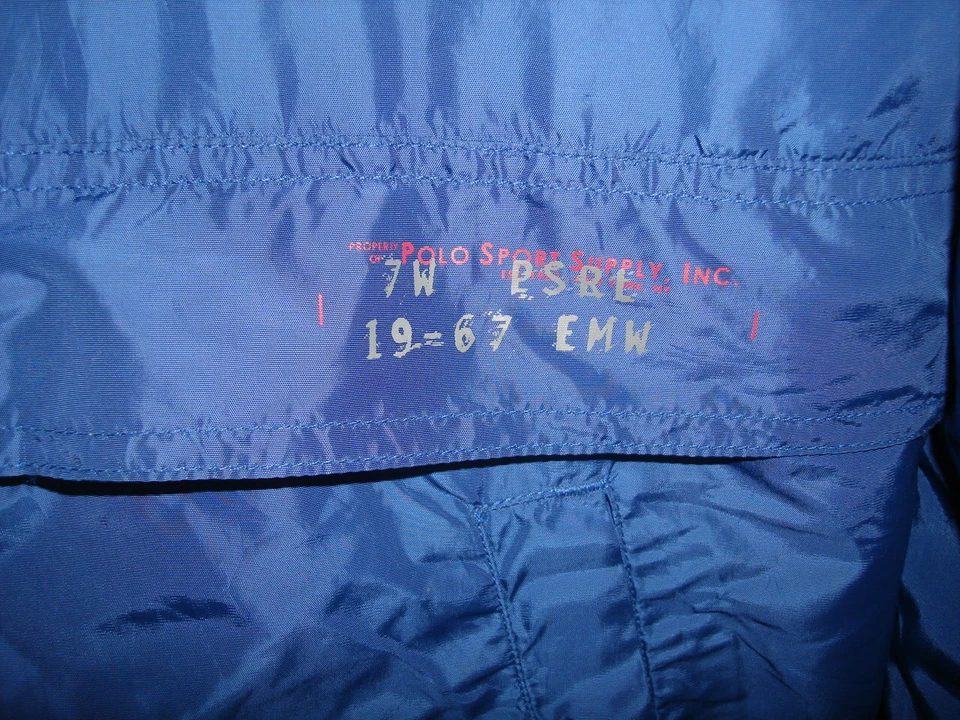 PROPERTY OF POLO SPORT SUPPLY, INC.
7W PSRL
19=67 EMW